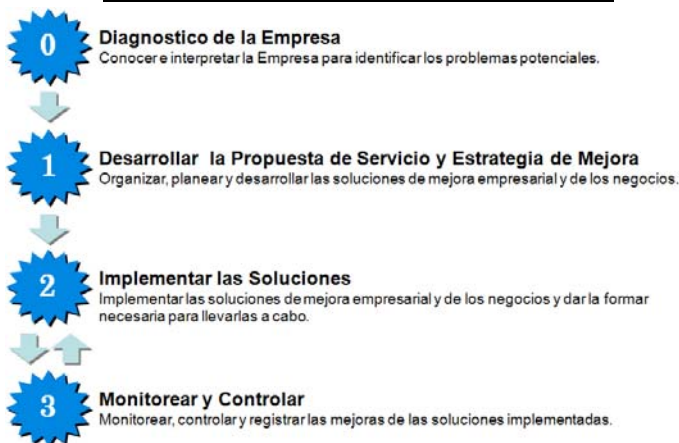 0
Diagnostico de la Empresa
Conocer e interpretar la Empresa para identificar los problemas potenciales.
1
Desarrollar la Propuesta de Servicio y Estrategia de Mejora
Organizar, planear y desarrollar las soluciones de mejora empresarial y de los negocios.
2
Implementar las Soluciones
Implementar las soluciones de mejora empresarial y de los negocios y dar la formar
necesaria para llevarlas a cabo.
3
Monitorear y Controlar
Monitorear, controlar y registrar las mejoras de las soluciones implementadas.